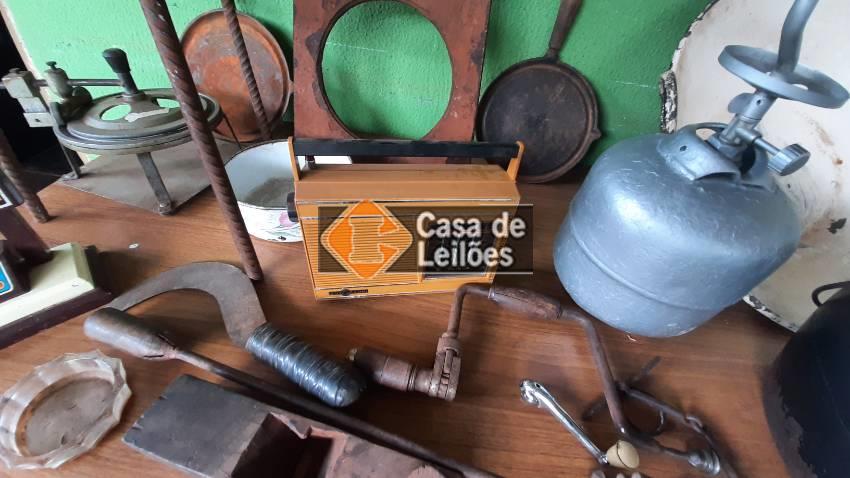 Casa de
Leilões